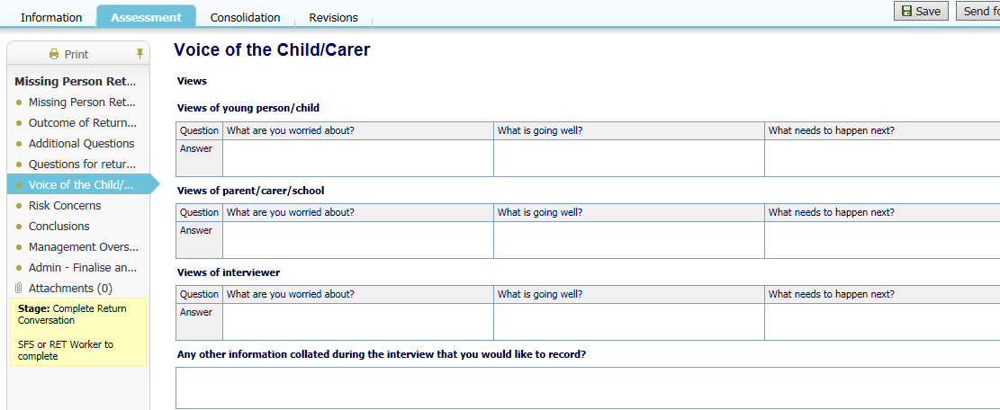 Information Assessment Consolidation Revisions Save Send fo
Print
Missing Person Ret...
Missing Person Ret...
Outcome of Return...
Additional Questions
Questions for retur...
Voice of the Child/...
Risk Concerns
Conclusions
Management Overs...
Admin - Finalise an...
Attachments (0)
Stage: Complete Return
Conversation
SFS or RET Worker to
complete
Voice of the Child/Carer
Views
Views of young person/child
Question What are you worried about? What is going well? What needs to happen next?
Answer
Views of parent/carer/school
Question What are you worried about? What is going well? What needs to happen next?
Answer
Views of interviewer
Question What are you worried about? What is going well? What needs to happen next?
Answer
Any other information collated during the interview that you would like to record?